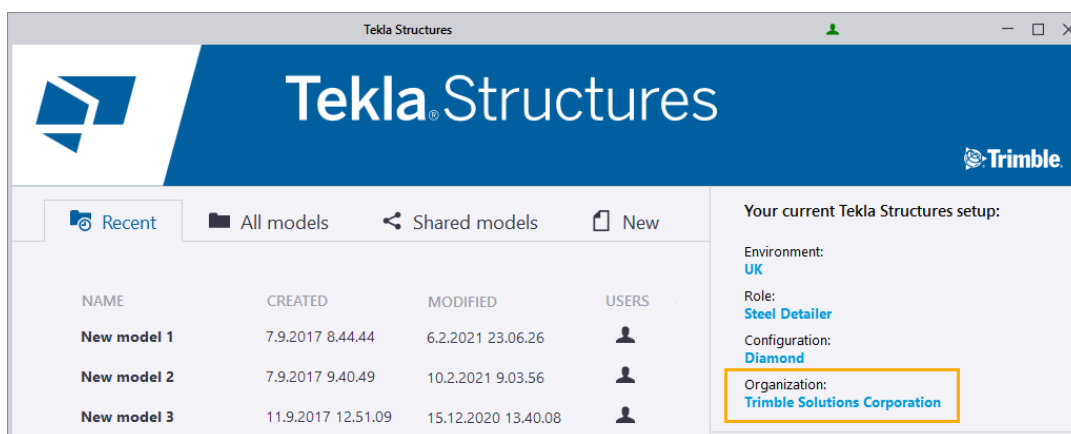 Tekla Structures
Tekla® Structures
Trimble.
Recent All models Shared models New
NAME CREATED MODIFIED USERS
New model 1 7.9.2017 8.44.44 6.2.2021 23.06.26
New model 2 7.9.2017 9.40.49 10.2.2021 9.03.56
New model 3 11.9.2017 12.51.09 15.12.2020 13.40.08
Your current Tekla Structures setup:
Environment:
UK
Role:
Steel Detailer
Configuration:
Diamond
Organization:
Trimble Solutions Corporation